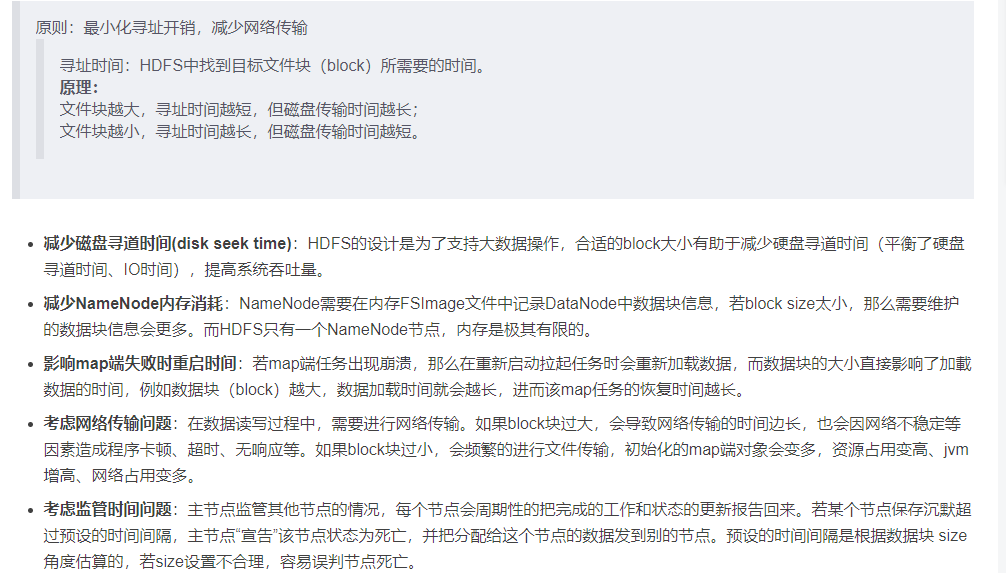 原则：最小化寻址开销，减少网络传输
寻址时间：HDFS中找到目标文件块（block）所需要的时间。
原理：
文件块越大，寻址时间越短，但磁盘传输时间越长；
文件块越小，寻址时间越长，但磁盘传输时间越短。
• 减少磁盘寻道时间(disk seek time)：HDFS的设计是为了支持大数据操作，合适的block大小有助于减少硬盘寻道时间（平衡了硬盘
寻道时间、IO时间），提高系统吞吐量。
• 减少NameNode内存消耗：NameNode需要在内存FSImage文件中记录DataNode中数据块信息，若block size太小，那么需要维护
的数据块信息会更多。而HDFS只有一个NameNode节点，内存是极其有限的。
• 影响map端失败时重启时间：若map端任务出现崩溃，那么在重新启动拉起任务时会重新加载数据，而数据块的大小直接影响了加載
数据的时间，例如数据块（block）越大，数据加载时间就会越长，进而该map任务的恢复时间越长。
• 考虑网络传输问题：在数据读写过程中，需要进行网络传输。如果block块过大，会导致网络传输的时间边长，也会因网络不稳定等
因素造成程序卡顿、超时、无响应等。如果block块过小，会频繁的进行文件传输，初始化的map端对象会变多，资源占用变高、jvm
增高、网络占用变多。
• 考虑监管时间问题：主节点监管其他节点的情况，每个节点会周期性的把完成的工作和状态的更新报告回来。若某个节点保存沉默超
过预设的时间间隔，主节点“宣告”该节点状态为死亡，并把分配给这个节点的数据发到别的节点。预设的时间间隔是根据数据块 size
角度估算的，若size设置不合理，容易误判节点死亡。